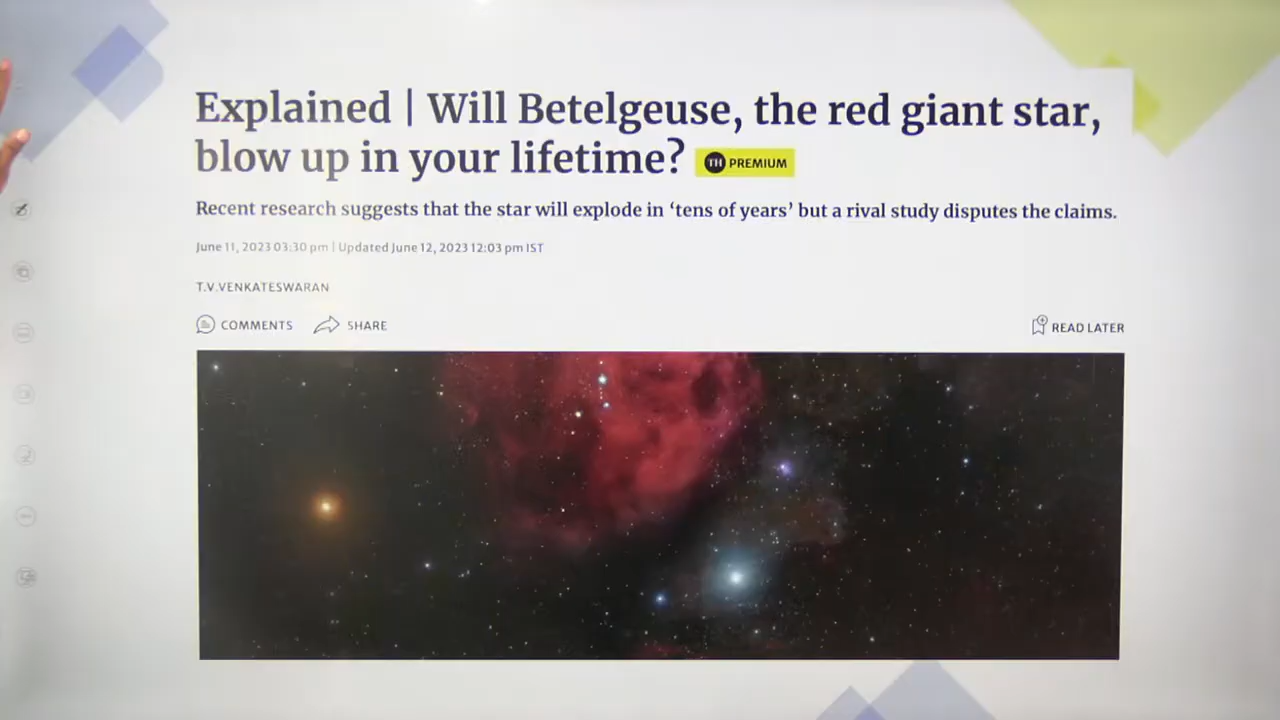 Explained | Will Betelgeuse, the red giant star,
blow up in your lifetime? TH PREMIUM
Recent research suggests that the star will explode in ‘tens of years’ but a rival study disputes the claims.
June 11, 2023 03:30 pm | Updated June 12, 2023 12:03 pm IST
T.V.VENKATESWARAN
COMMENTS SHARE READ LATER